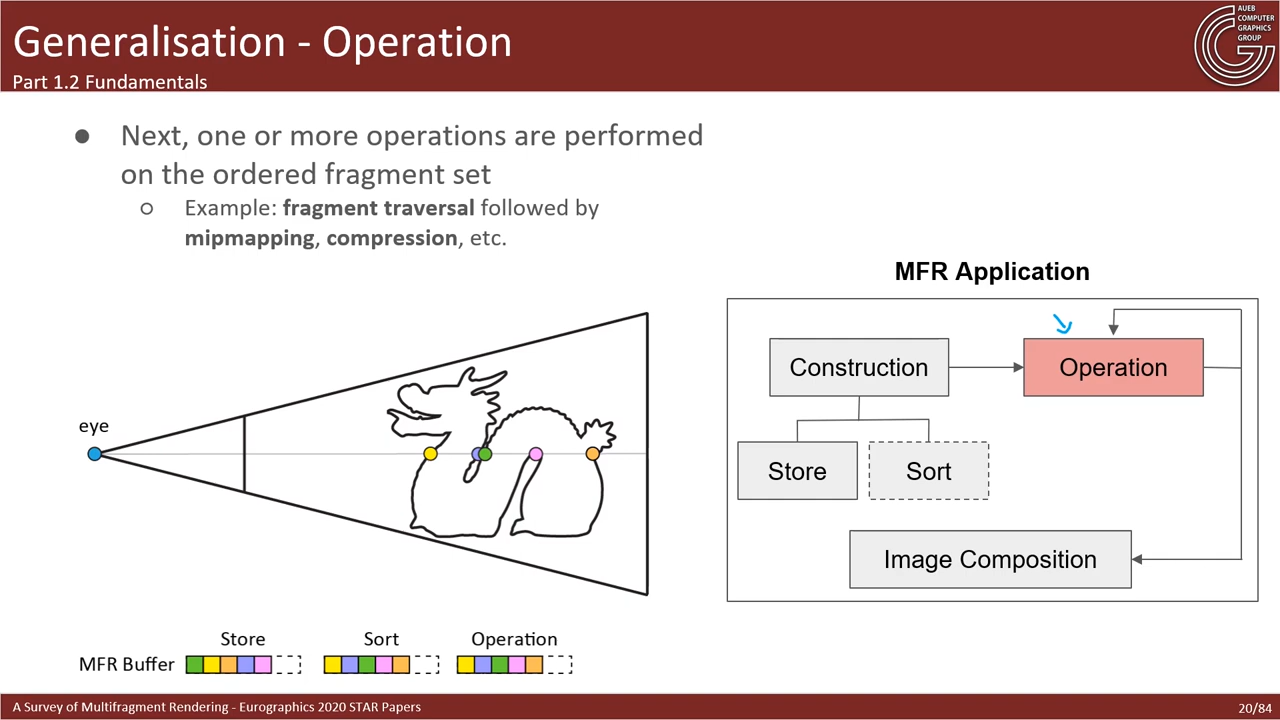 Generalisation - Operation
Part 1.2 Fundamentals
AUEB
COMPUTER
GRAPHICS
GROUP
● Next, one or more operations are performed
on the ordered fragment set
○ Example: fragment traversal followed by
mipmapping, compression, etc.
MFR Application
Construction
Operation
Store
Sort
Image Composition
eye
Store
Sort
Operation
MFR Buffer
A Survey of Multifragment Rendering - Eurographics 2020 STAR Papers
20/84